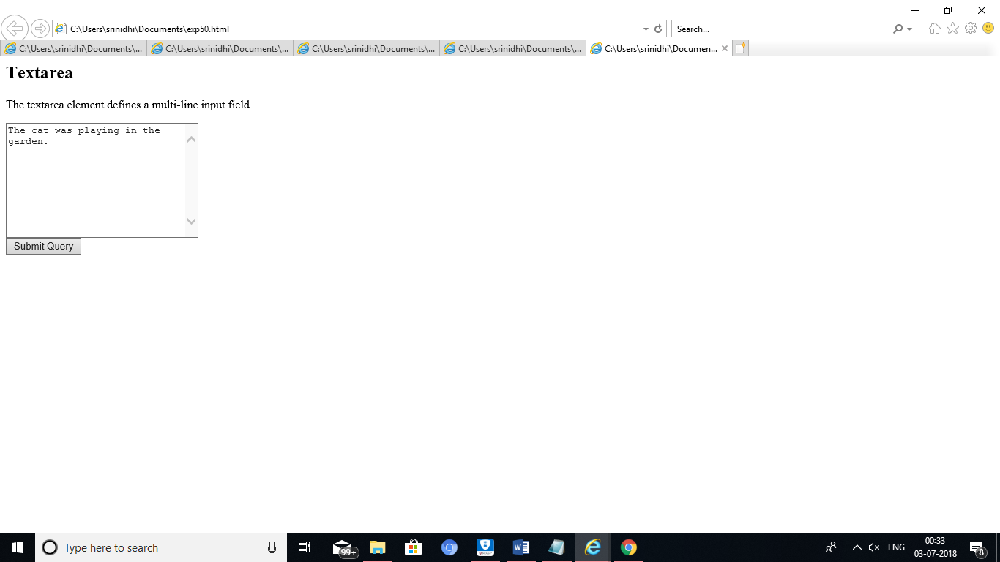 C:\Users\srinidhi\Documents\exp50.html
Search...
C:\Users\srinidhi\Documents\...
C:\Users\srinidhi\Documents\...
C:\Users\srinidhi\Documents\...
C:\Users\srinidhi\Documents\...
C:\Users\srinidhi\Documen...
Textarea
The textarea element defines a multi-line input field.
The cat was playing in the
garden.
Submit Query
Type here to search
99+
ENG
00:33
03-07-2018
8